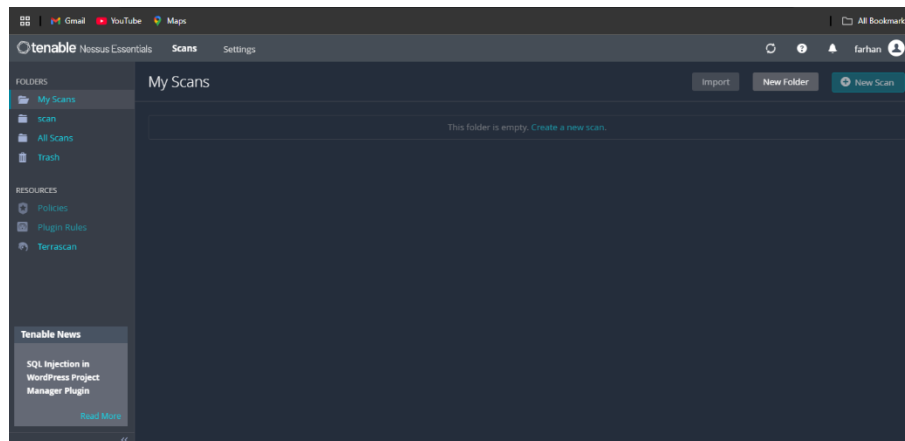 Gmail YouTube Maps All Bookmark
tenable Nessus Essentials Scans Settings farhan
FOLDERS
My Scans
scan
All Scans
Trash
RESOURCES
Policies
Plugin Rules
Terrascan
Tenable News
SQL Injection in
WordPress Project
Manager Plugin
Read More
My Scans Import New Folder New Scan
This folder is empty. Create a new scan.